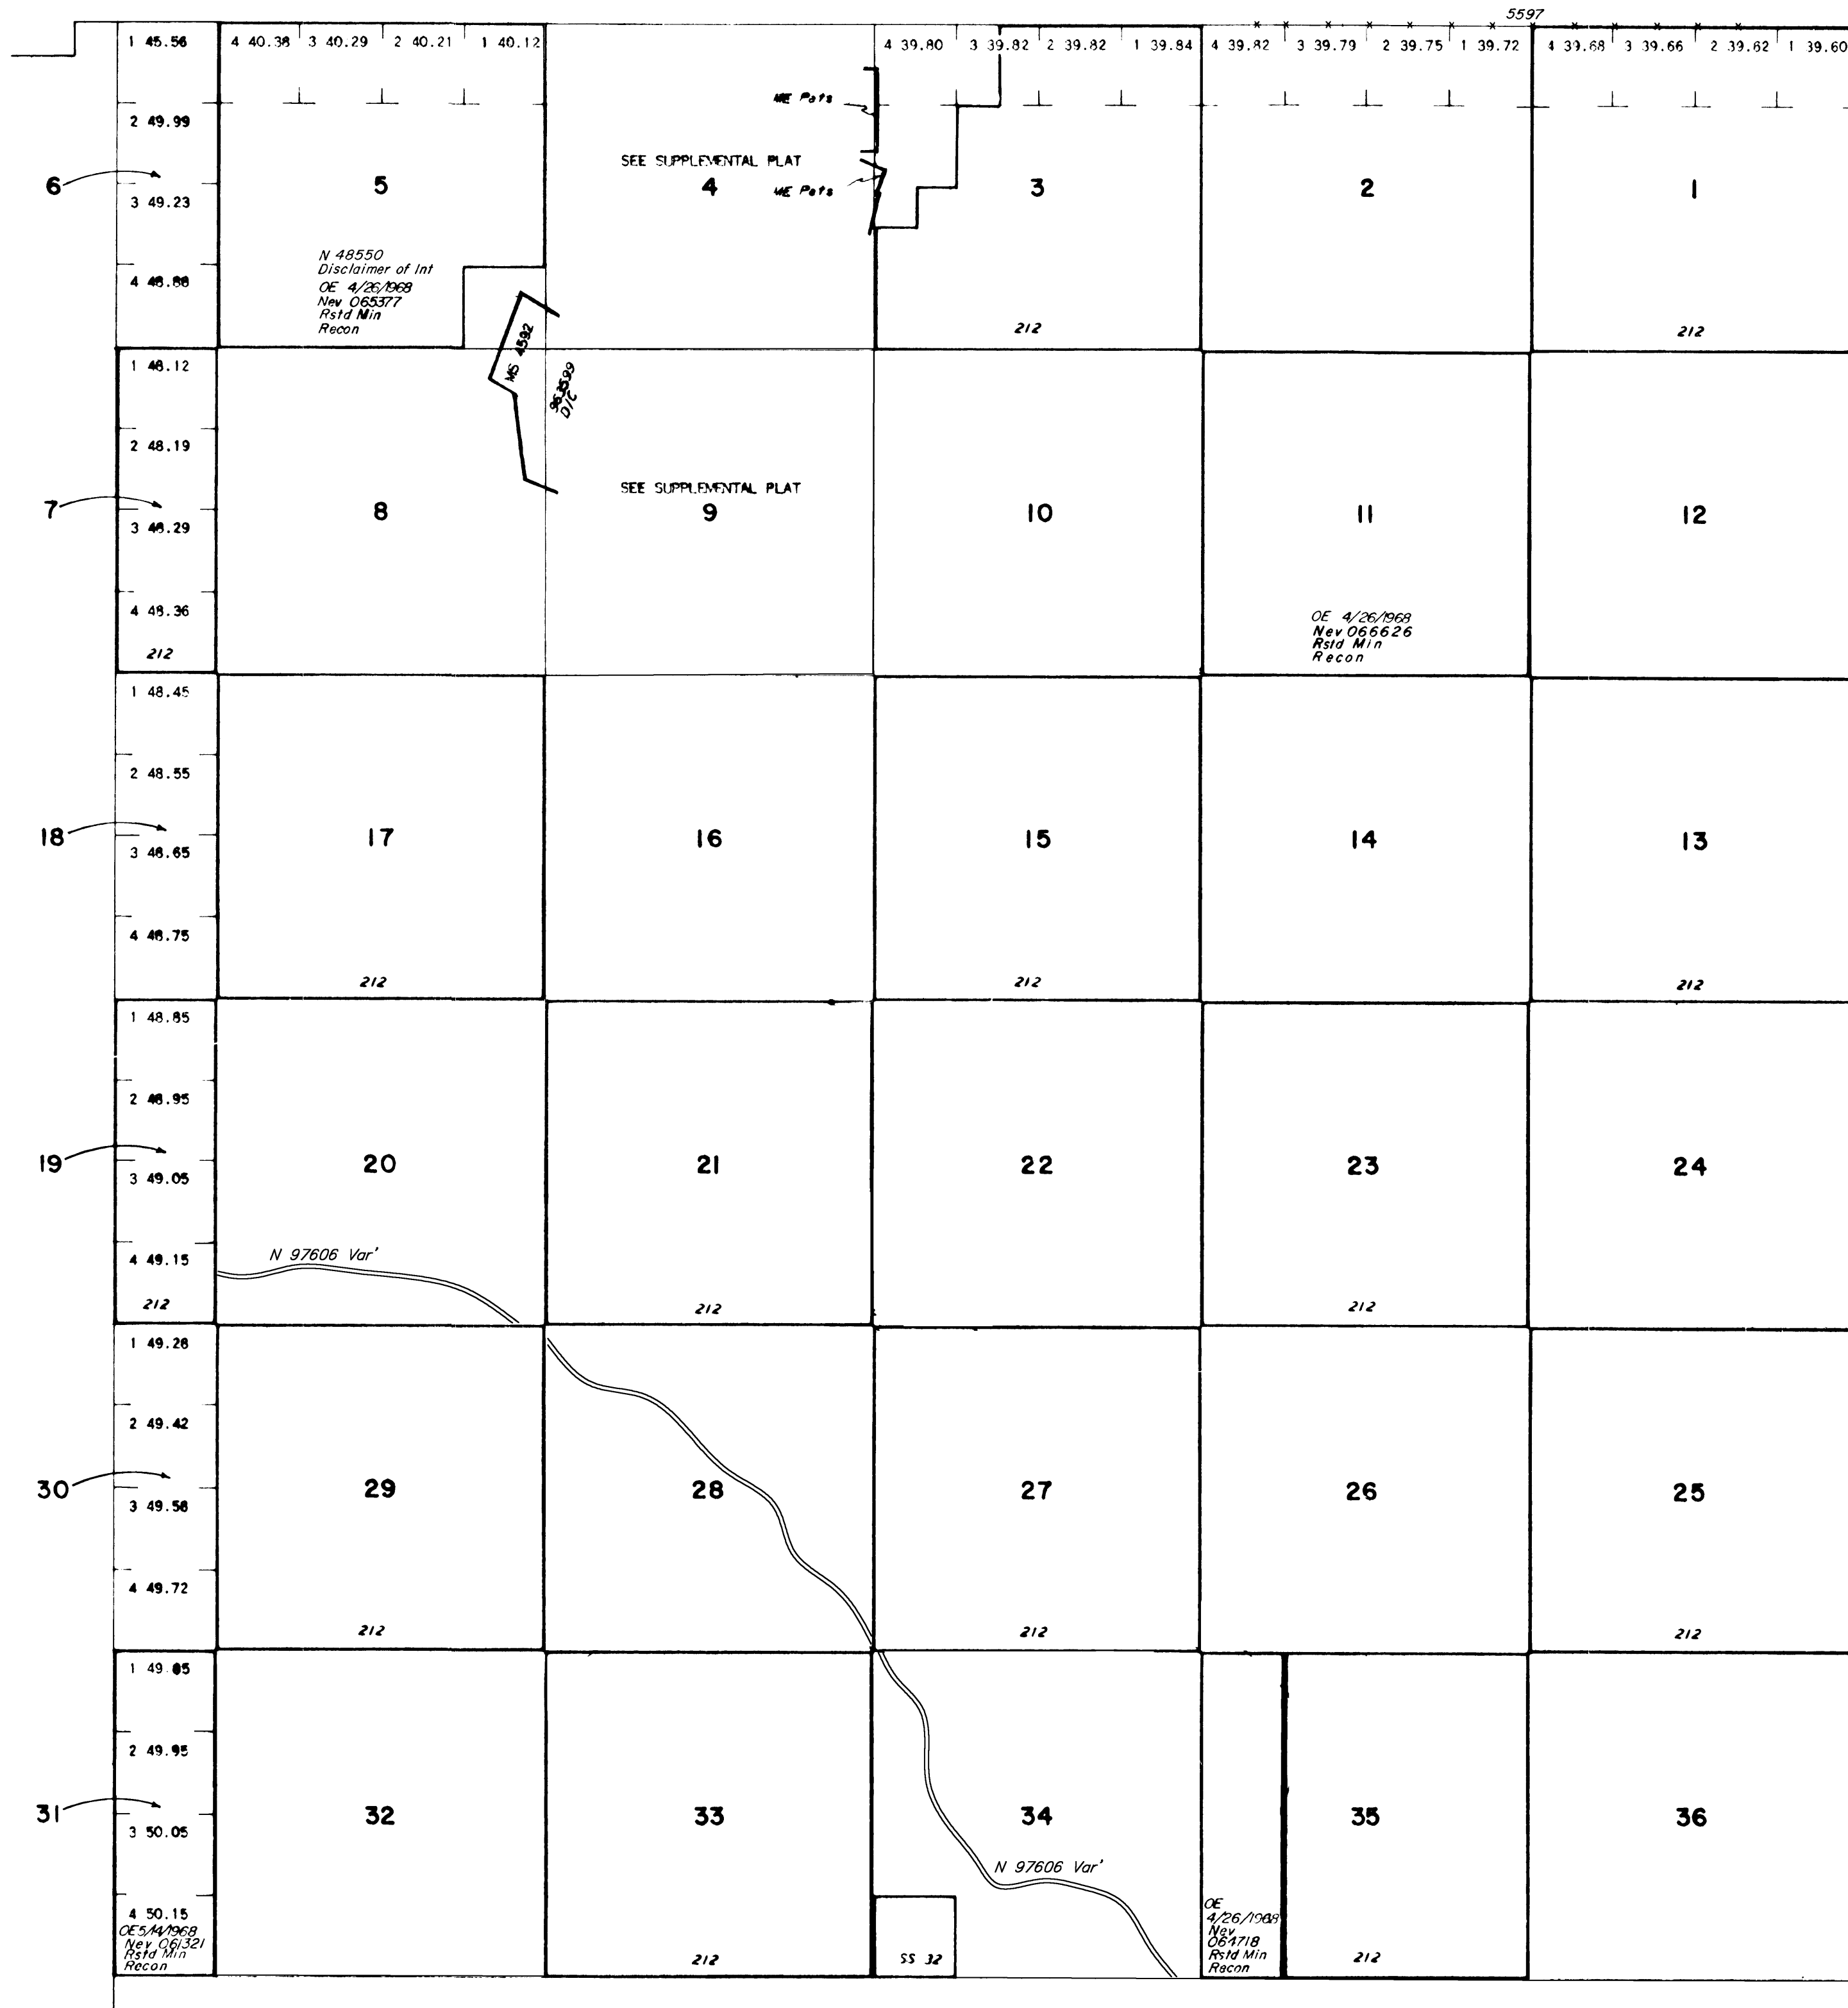 5597
1 45.56
4 40.38 3 40.29 2 40.21 1 40.12
4 39.80 3 39.82 2 39.82 1 39.84
4 39.82 3 39.79 2 39.75 1 39.72
4 39.68 3 39.66 2 39.62 1 39.60
ME Pats
2 49.99
SEE SUPPLEMENTAL PLAT
6
5
4
ME Pats
3
2
1
3 49.23
N 48550
Disclaimer of Int
OE 4/26/1968
Nev 065377
Rstd Min
Recon
4
212
212
MS 4592
963599
D/C
1 48.12
2 48.19
SEE SUPPLEMENTAL PLAT
7
8
9
10
11
12
3 48.29
4 48.36
212
OE 4/26/1968
Nev 066626
Rstd Min
Recon
1 48.45
2 48.55
18
17
16
15
14
13
3 48.65
4 48.75
212
212
212
1 48.85
2 48.95
19
20
21
22
23
24
3 49.05
4 49.15
N 97606 Var'
212
212
212
1 49.28
2 49.42
30
29
28
27
26
25
3 49.58
4 49.72
212
212
212
1 49.85
2 49.95
31
32
33
34
35
36
3 50.05
N 97606 Var'
4 50.15
OE 5/14/1968
Nev 061321
Rstd Min
Recon
212
SS 32
OE
4/26/1968
Nev
064718
Rstd Min
Recon
212